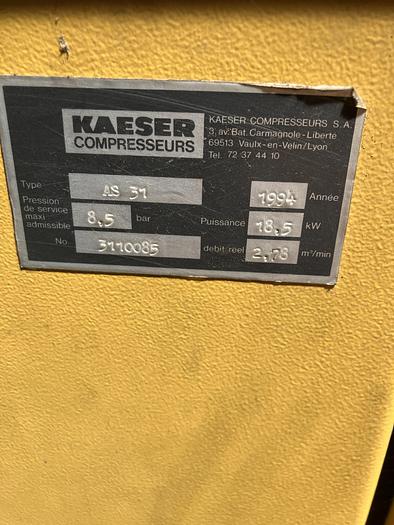 KAESER
COMPRESSEURS
KAESER COMPRESSEURS S.A.
3, av. Bat. Carmagnole - Liberte
69513 Vaulx-en-Velin/Lyon
Tel. 72 37 44 10
Type AS 31 1994 Année
Pression de service maxi admissible 8,5 bar Puissance 18,5 kW
No. 3110085 debit reel 2,78 m³/min